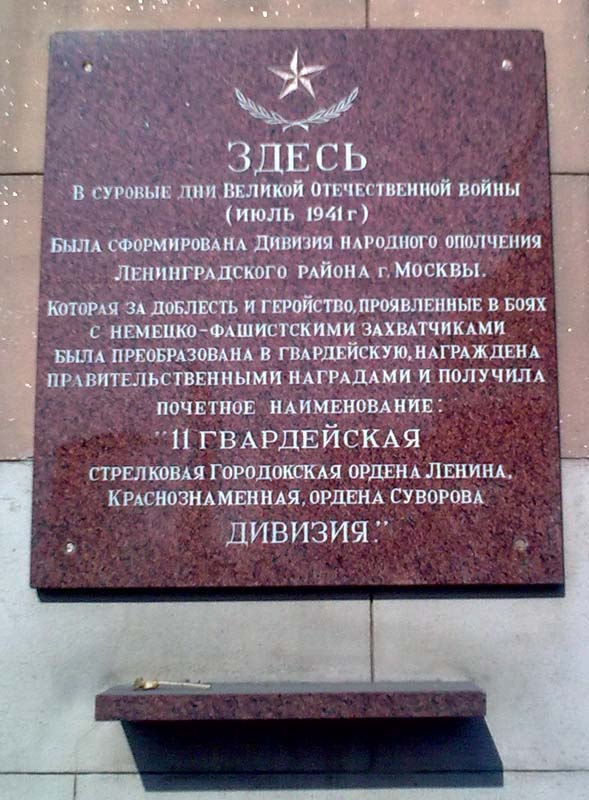 ЗДЕСЬ
В СУРОВЫЕ ДНИ ВЕЛИКОЙ ОТЕЧЕСТВЕННОЙ ВОЙНЫ
(ИЮЛЬ 1941 г)
БЫЛА СФОРМИРОВАНА ДИВИЗИЯ НАРОДНОГО ОПОЛЧЕНИЯ
ЛЕНИНГРАДСКОГО РАЙОНА г. МОСКВЫ.
КОТОРАЯ ЗА ДОБЛЕСТЬ И ГЕРОЙСТВО, ПРОЯВЛЕННЫЕ В БОЯХ
С НЕМЕЦКО-ФАШИСТСКИМИ ЗАХВАТЧИКАМИ
БЫЛА ПРЕОБРАЗОВАНА В ГВАРДЕЙСКУЮ, НАГРАЖДЕНА
ПРАВИТЕЛЬСТВЕННЫМИ НАГРАДАМИ И ПОЛУЧИЛА
ПОЧЕТНОЕ НАИМЕНОВАНИЕ:
"11 ГВАРДЕЙСКАЯ
СТРЕЛКОВАЯ ГОРОДОКСКАЯ ОРДЕНА ЛЕНИНА,
КРАСНОЗНАМЕННАЯ, ОРДЕНА СУВОРОВА
ДИВИЗИЯ."